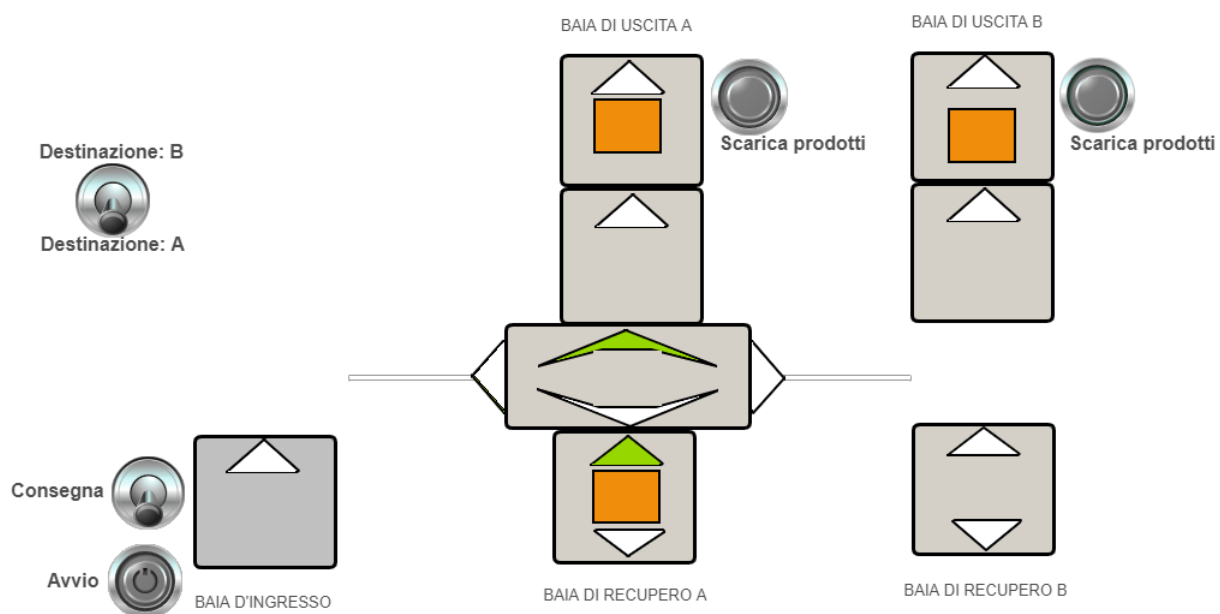 BAIA DI USCITA A
BAIA DI USCITA B
Scarica prodotti
Scarica prodotti
Destinazione: B
Destinazione: A
Consegna
Avvio
BAIA D'INGRESSO
BAIA DI RECUPERO A
BAIA DI RECUPERO B